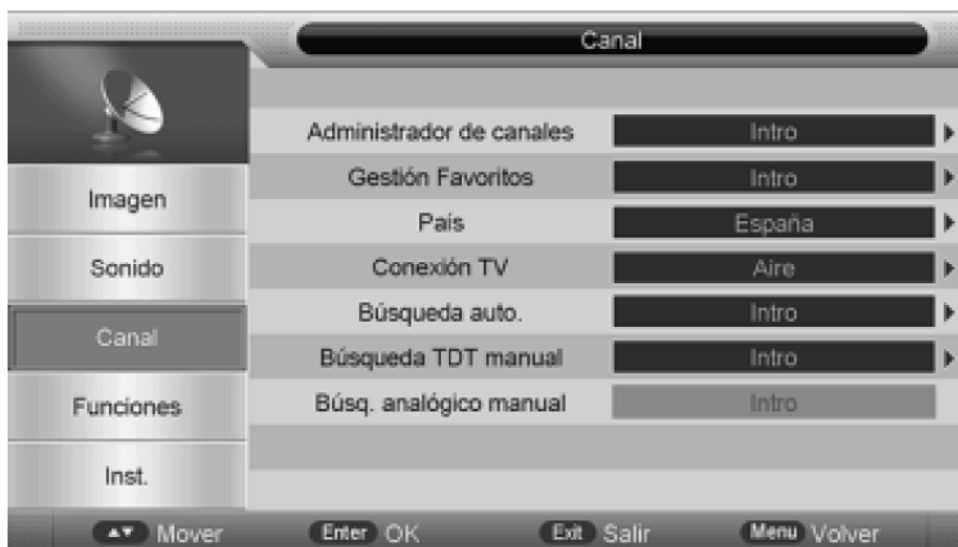 Canal
Imagen
Sonido
Canal
Funciones
Inst.
Administrador de canales Intro
Gestión Favoritos Intro
País España
Conexión TV Aire
Búsqueda auto. Intro
Búsqueda TDT manual Intro
Búsq. analógico manual Intro
Mover Enter OK Exit Salir Menu Volver